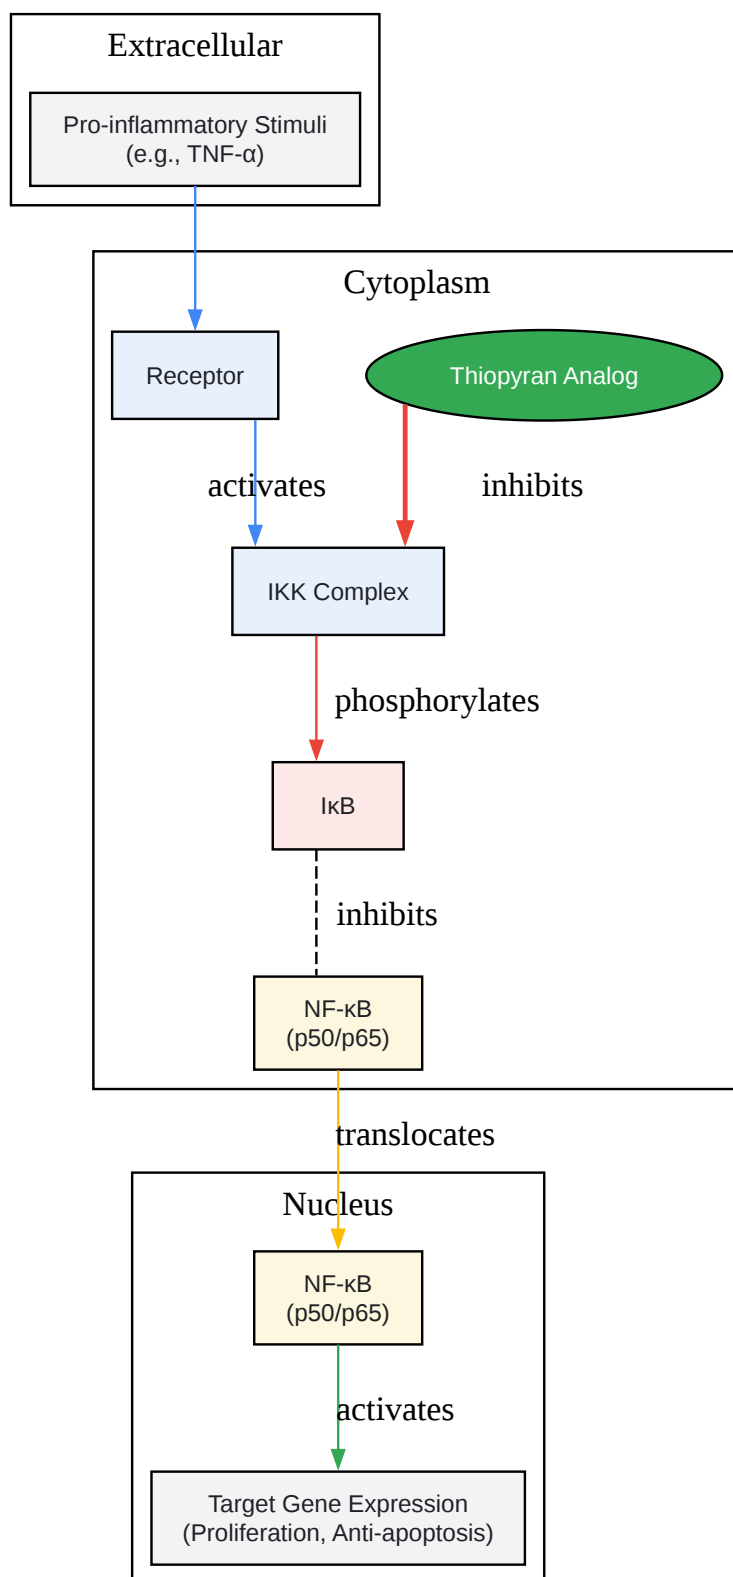 Extracellular
Pro-inflammatory Stimuli
(e.g., TNF-α)
Cytoplasm
Receptor
Thiopyran Analog
activates
inhibits
IKK Complex
phosphorylates
IκB
inhibits
NF-κB
(p50/p65)
translocates
Nucleus
NF-κB
(p50/p65)
activates
Target Gene Expression
(Proliferation, Anti-apoptosis)